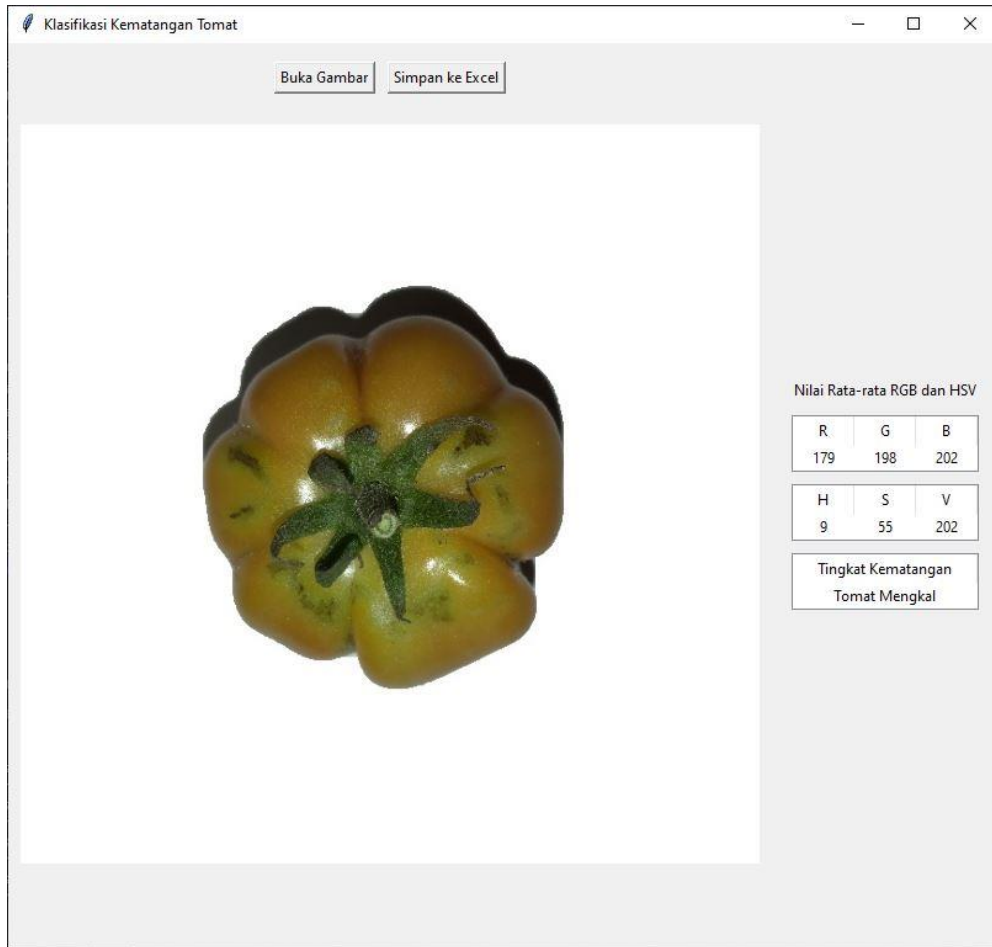 Klasifikasi Kematangan Tomat
Buka Gambar Simpan ke Excel
Nilai Rata-rata RGB dan HSV
R G B
179 198 202
H S V
9 55 202
Tingkat Kematangan
Tomat Mengkal